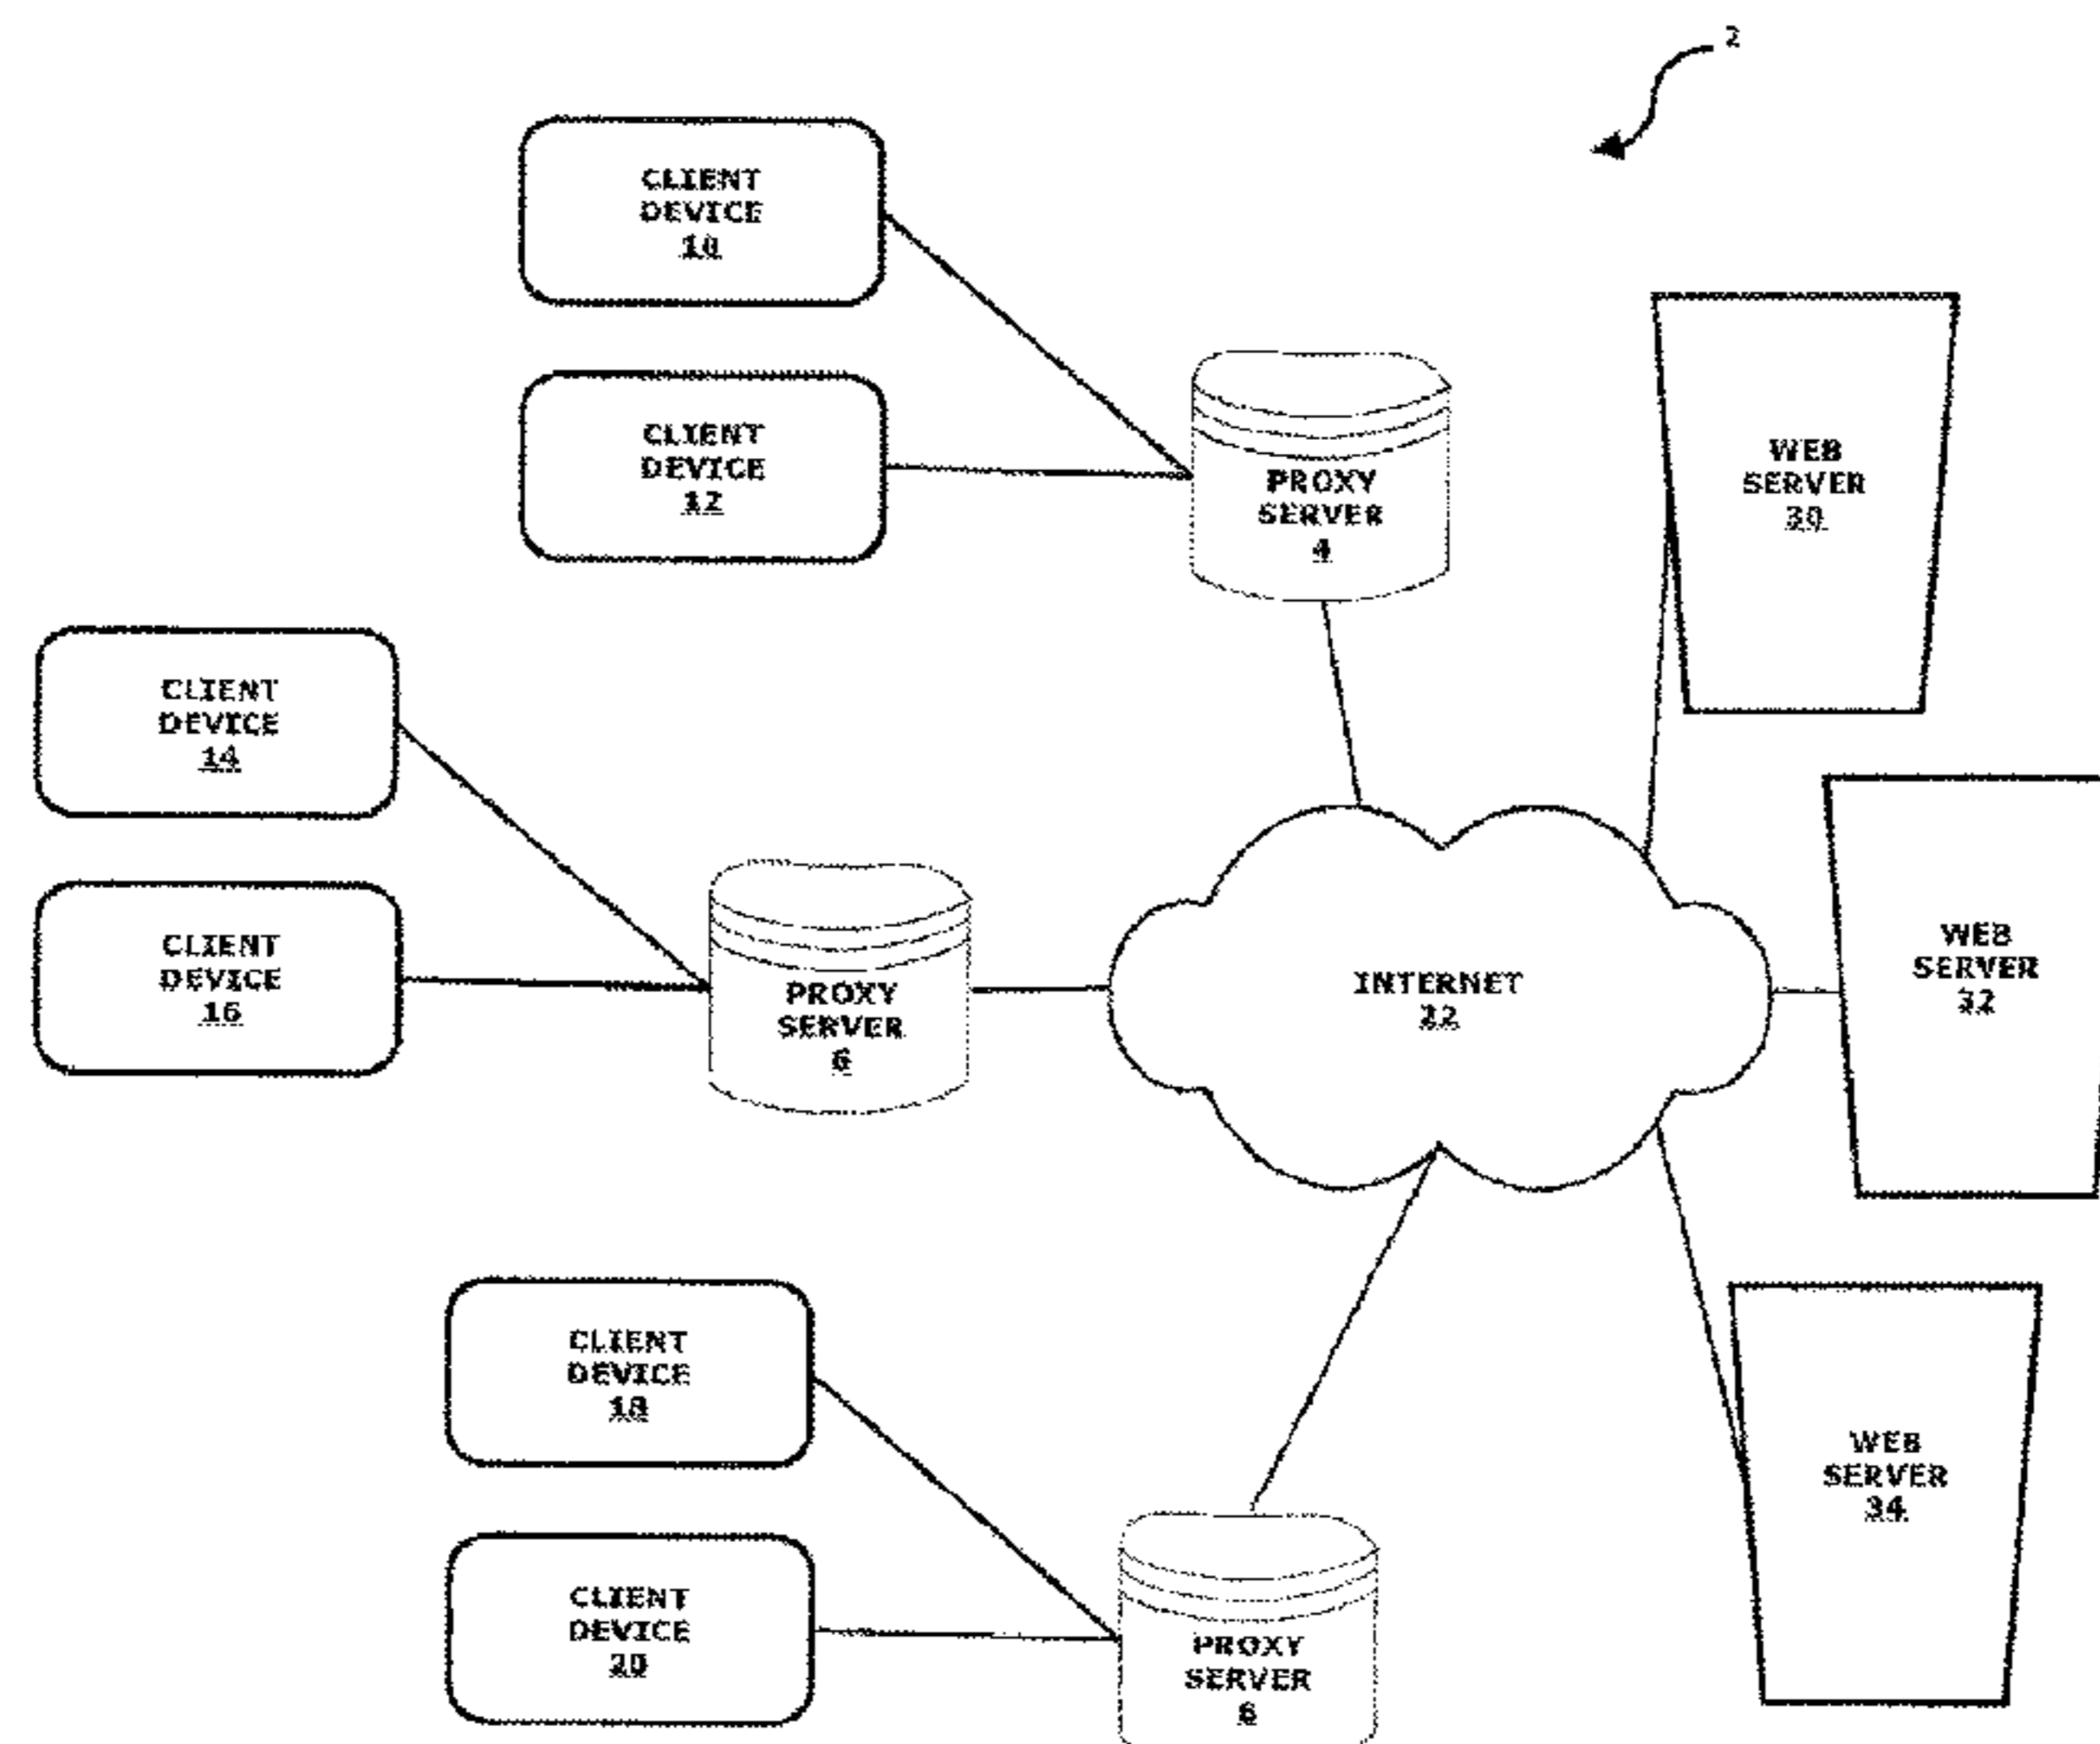 2
CLIENT
DEVICE
10
CLIENT
DEVICE
12
PROXY
SERVER
4
WEB
SERVER
30
CLIENT
DEVICE
14
CLIENT
DEVICE
16
PROXY
SERVER
6
INTERNET
22
WEB
SERVER
32
CLIENT
DEVICE
18
CLIENT
DEVICE
20
PROXY
SERVER
8
WEB
SERVER
34